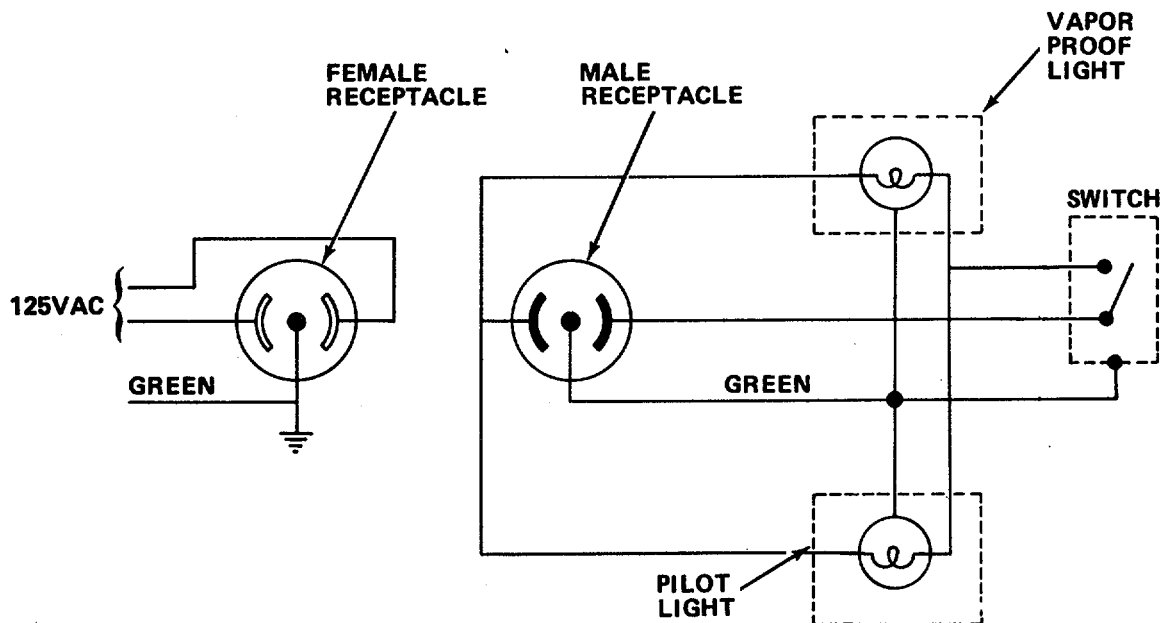 VAPOR
PROOF
LIGHT
FEMALE
RECEPTACLE
MALE
RECEPTACLE
SWITCH
125VAC
GREEN
GREEN
PILOT
LIGHT